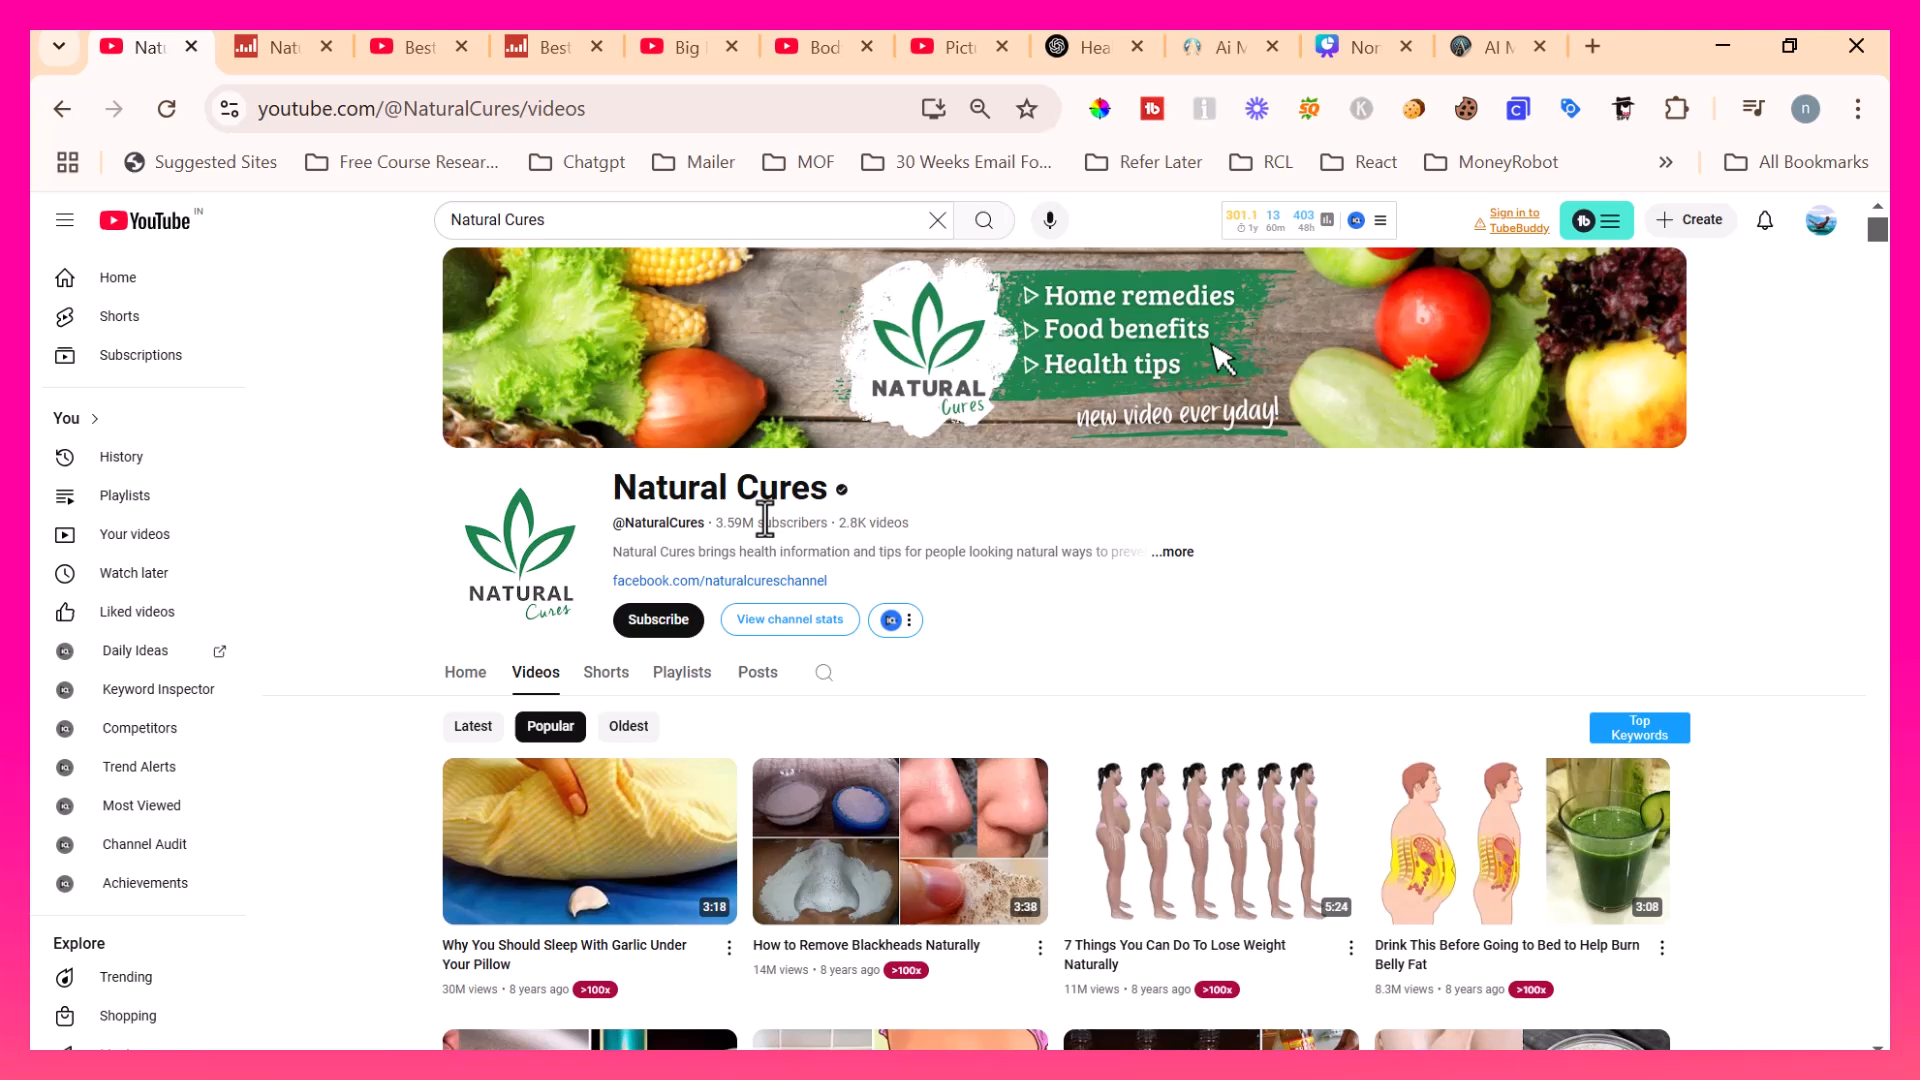 Nat
Natu
Best
Best
Big
Bod
Pict
Hea
Ai M
Nor
AI M
youtube.com/@NaturalCures/videos
n
Suggested Sites
Free Course Resear...
Chatgpt
Mailer
MOF
30 Weeks Email Fo...
Refer Later
RCL
React
MoneyRobot
All Bookmarks
YouTube IN
Natural Cures
301.1 13 403
1y 60m 48h
Sign in to
TubeBuddy
Create
Home
Shorts
Subscriptions
You
History
Playlists
Your videos
Watch later
Liked videos
Daily Ideas
Keyword Inspector
Competitors
Trend Alerts
Most Viewed
Channel Audit
Achievements
Explore
Trending
Shopping
NATURAL
Cures
Home remedies
Food benefits
Health tips
new video everyday!
NATURAL
Cures
Natural Cures
@NaturalCures · 3.59M subscribers · 2.8K videos
Natural Cures brings health information and tips for people looking natural ways to preve ...more
facebook.com/naturalcureschannel
Subscribe
View channel stats
Home
Videos
Shorts
Playlists
Posts
Latest
Popular
Oldest
Top
Keywords
3:18
3:38
5:24
3:08
Why You Should Sleep With Garlic Under
Your Pillow
30M views · 8 years ago >100x
How to Remove Blackheads Naturally
14M views · 8 years ago >100x
7 Things You Can Do To Lose Weight
Naturally
11M views · 8 years ago >100x
Drink This Before Going to Bed to Help Burn
Belly Fat
8.3M views · 8 years ago >100x